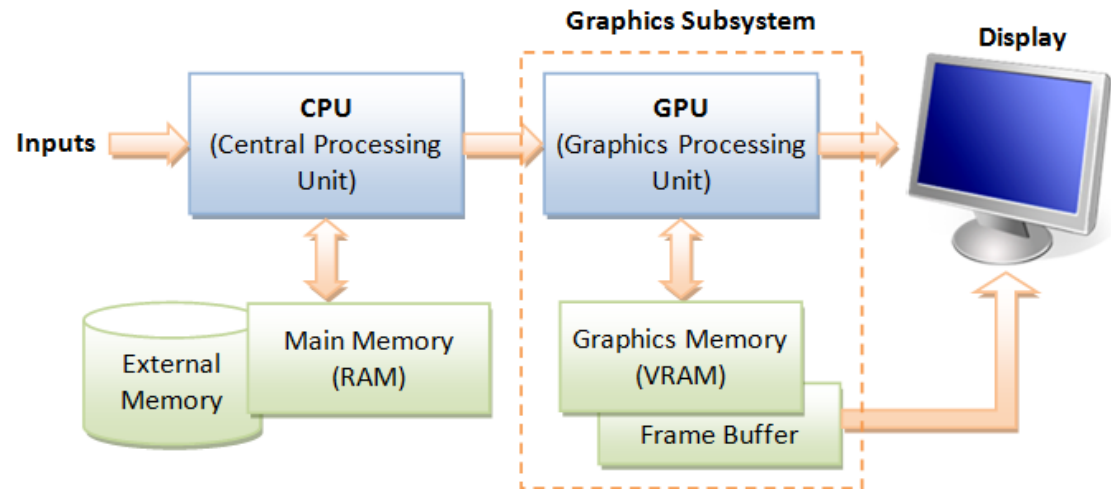 Graphics Subsystem
Display
Inputs
CPU
(Central Processing
Unit)
GPU
(Graphics Processing
Unit)
External
Memory
Main Memory
(RAM)
Graphics Memory
(VRAM)
Frame Buffer